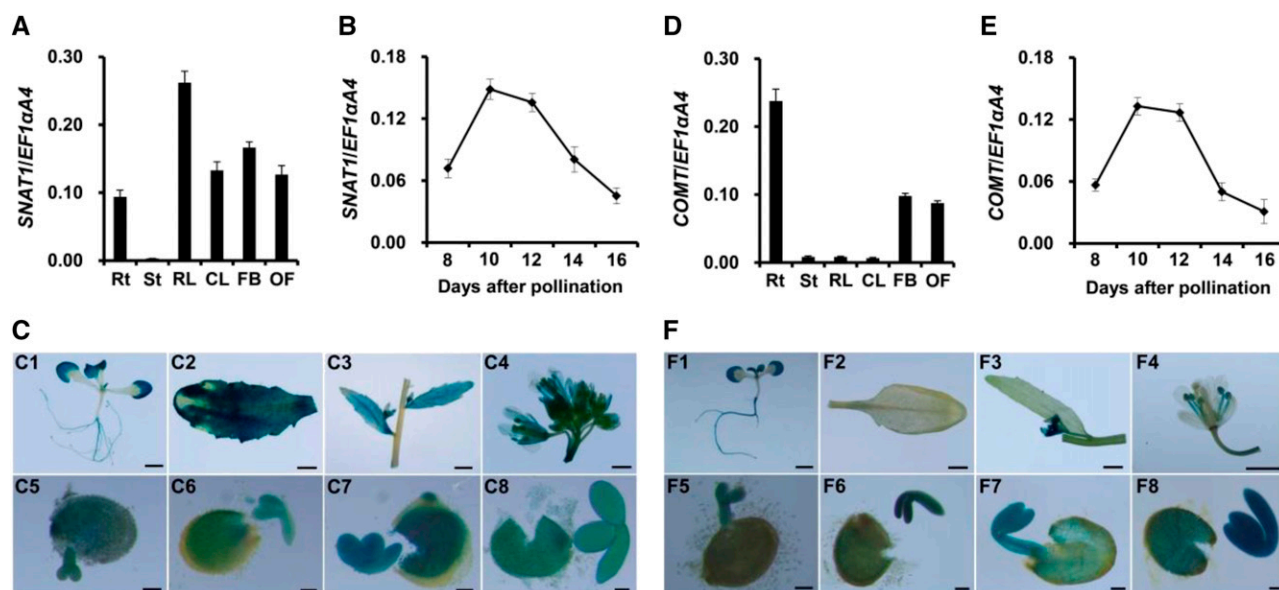 A
SNAT1/EF1αA4
0.30
0.20
0.10
0.00
Rt St RL CL FB OF
B
SNAT1/EF1αA4
0.18
0.12
0.06
0.00
8 10 12 14 16
Days after pollination
D
COMT/EF1αA4
0.30
0.20
0.10
0.00
Rt St RL CL FB OF
E
COMT/EF1αA4
0.18
0.12
0.06
0.00
8 10 12 14 16
Days after pollination
C
C1 C2 C3 C4
C5 C6 C7 C8
F
F1 F2 F3 F4
F5 F6 F7 F8